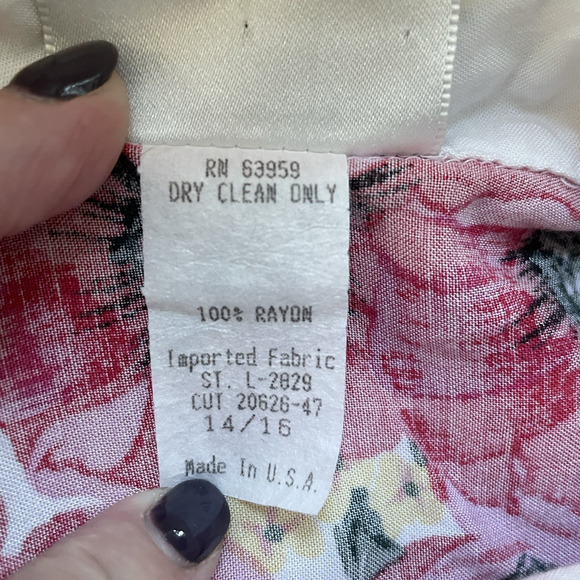 RN 63959
DRY CLEAN ONLY
100% RAYON
Imported Fabric
ST. L-2829
CUT 20626-47
14/16
Made In U.S.A.